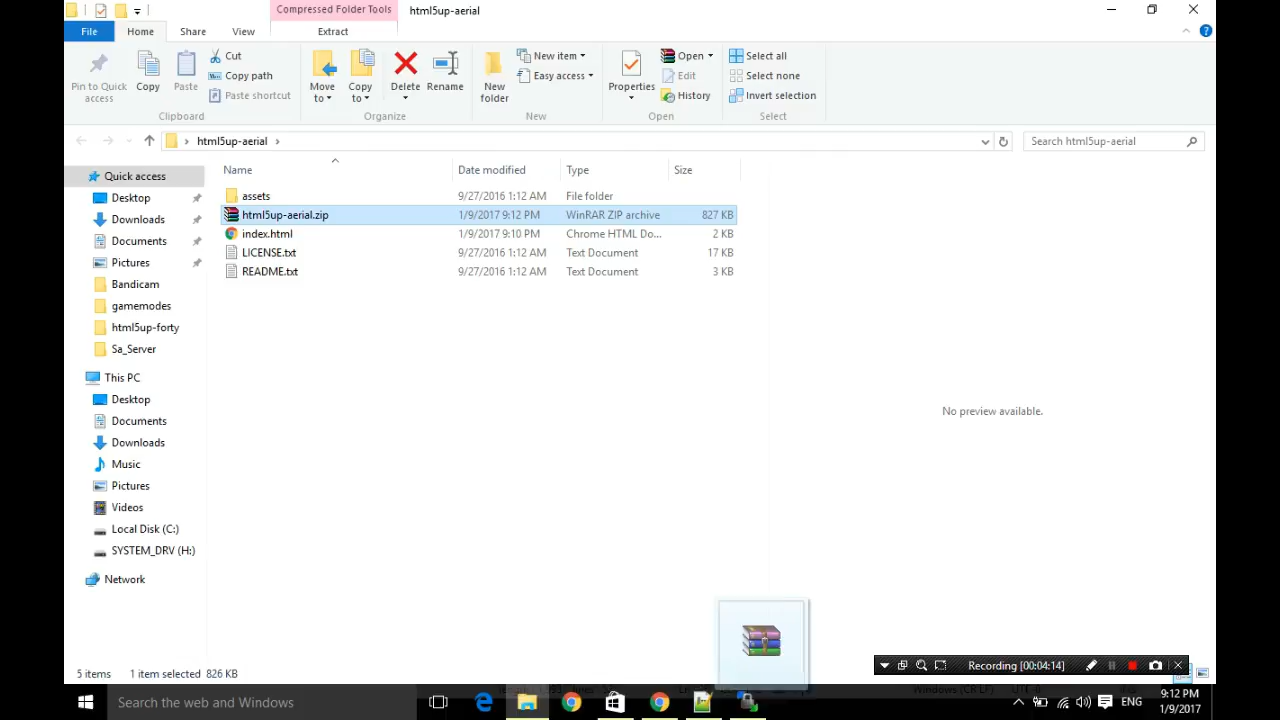 Compressed Folder Tools
html5up-aerial
File
Home
Share
View
Extract
Pin to Quick access
Copy
Paste
Cut
Copy path
Paste shortcut
Clipboard
Move to
Copy to
Delete
Rename
Organize
New folder
New item
Easy access
New
Properties
Open
Edit
History
Open
Select all
Select none
Invert selection
Select
html5up-aerial
Search html5up-aerial
Name Date modified Type Size
assets 9/27/2016 1:12 AM File folder
html5up-aerial.zip 1/9/2017 9:12 PM WinRAR ZIP archive 827 KB
index.html 1/9/2017 9:10 PM Chrome HTML Do... 2 KB
LICENSE.txt 9/27/2016 1:12 AM Text Document 17 KB
README.txt 9/27/2016 1:12 AM Text Document 3 KB
Quick access
Desktop
Downloads
Documents
Pictures
Bandicam
gamemodes
html5up-forty
Sa_Server
This PC
Desktop
Documents
Downloads
Music
Pictures
Videos
Local Disk (C:)
SYSTEM_DRV (H:)
Network
No preview available.
5 items 1 item selected 826 KB
Recording [00:04:14]
Search the web and Windows
ENG
9:12 PM
1/9/2017